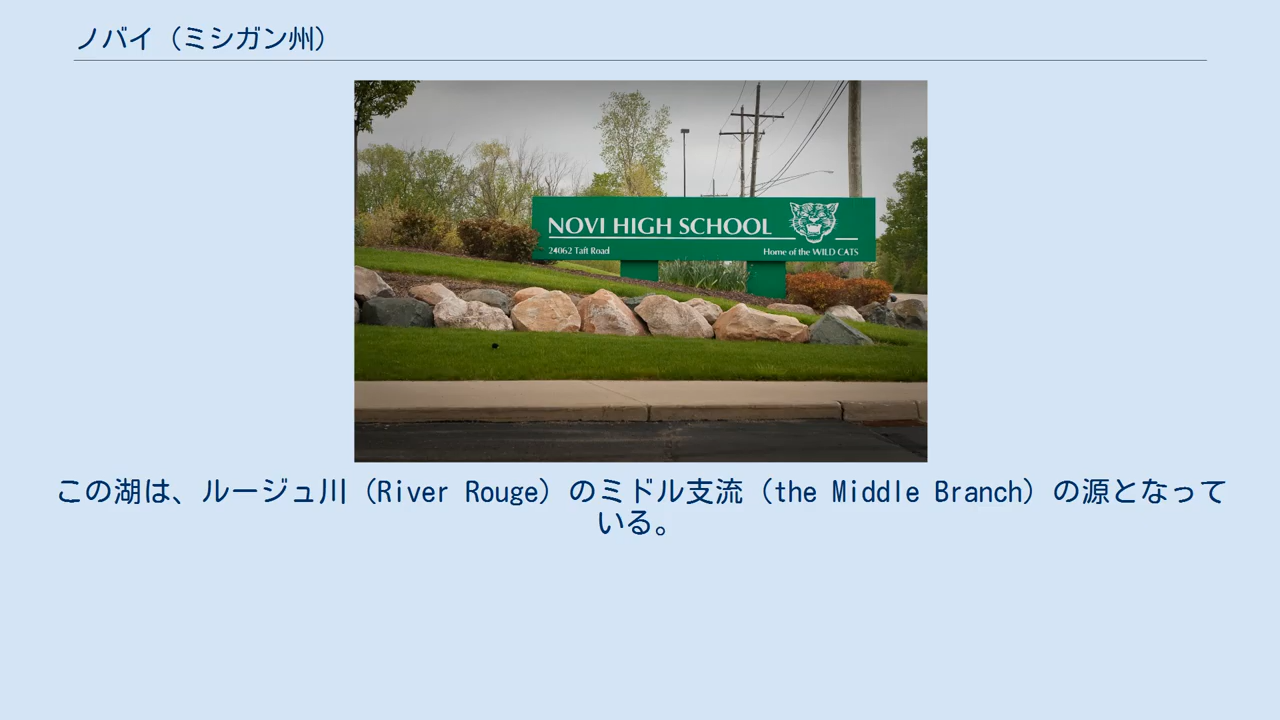 ノバイ（ミシガン州）
NOVI HIGH SCHOOL
24062 Taft Road
Home of the WILD CATS
この湖は、ルージュ川（River Rouge）のミドル支流（the Middle Branch）の源となって
いる。